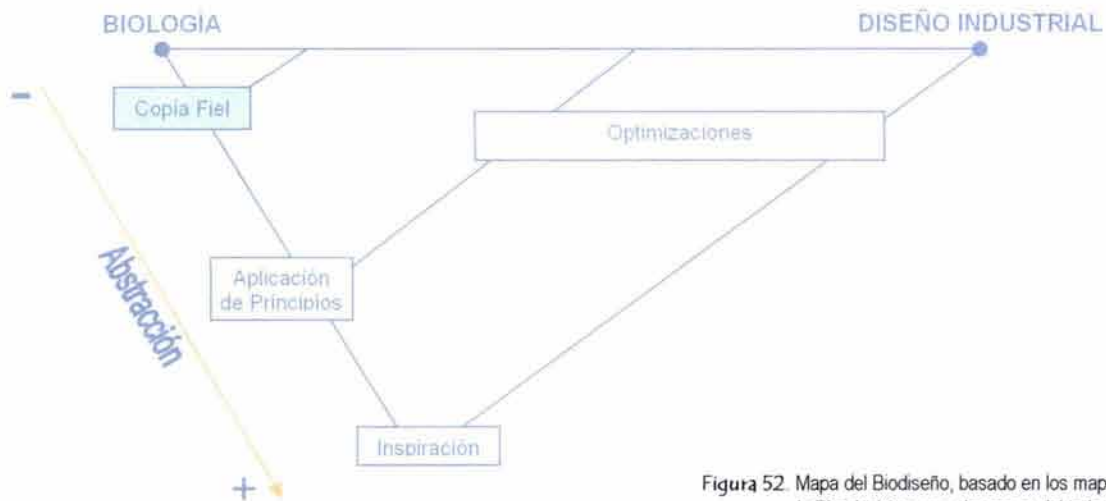 BIOLOGÍA
DISEÑO INDUSTRIAL
-
Copia Fiel
Optimizaciones
Abstracción
Aplicación
de Principios
Inspiración
+
Figura 52. Mapa del Biodiseño, basado en los map